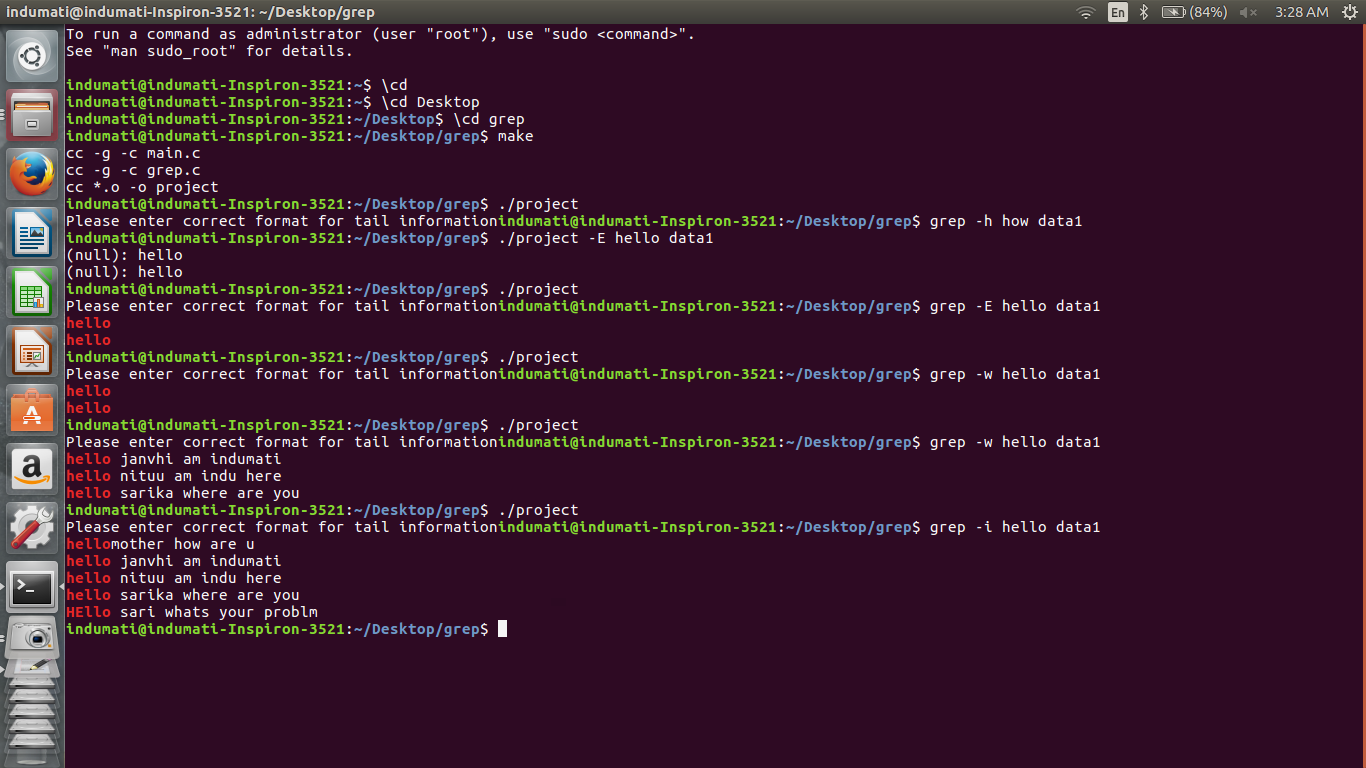 indumati@indumati-Inspiron-3521: ~/Desktop/grep
En
(84%)
3:28 AM
To run a command as administrator (user "root"), use "sudo <command>".
See "man sudo_root" for details.
indumati@indumati-Inspiron-3521:~$ \cd
indumati@indumati-Inspiron-3521:~$ \cd Desktop
indumati@indumati-Inspiron-3521:~/Desktop$ \cd grep
indumati@indumati-Inspiron-3521:~/Desktop/grep$ make
cc -g -c main.c
cc -g -c grep.c
cc *.o -o project
indumati@indumati-Inspiron-3521:~/Desktop/grep$ ./project
Please enter correct format for tail informationindumati@indumati-Inspiron-3521:~/Desktop/grep$ grep -h how data1
indumati@indumati-Inspiron-3521:~/Desktop/grep$ ./project -E hello data1
(null): hello
(null): hello
indumati@indumati-Inspiron-3521:~/Desktop/grep$ ./project
Please enter correct format for tail informationindumati@indumati-Inspiron-3521:~/Desktop/grep$ grep -E hello data1
hello
hello
indumati@indumati-Inspiron-3521:~/Desktop/grep$ ./project
Please enter correct format for tail informationindumati@indumati-Inspiron-3521:~/Desktop/grep$ grep -w hello data1
hello
hello
indumati@indumati-Inspiron-3521:~/Desktop/grep$ ./project
Please enter correct format for tail informationindumati@indumati-Inspiron-3521:~/Desktop/grep$ grep -w hello data1
hello janvhi am indumati
hello nituu am indu here
hello sarika where are you
indumati@indumati-Inspiron-3521:~/Desktop/grep$ ./project
Please enter correct format for tail informationindumati@indumati-Inspiron-3521:~/Desktop/grep$ grep -i hello data1
hellomother how are u
hello janvhi am indumati
hello nituu am indu here
hello sarika where are you
HEllo sari whats your problm
indumati@indumati-Inspiron-3521:~/Desktop/grep$